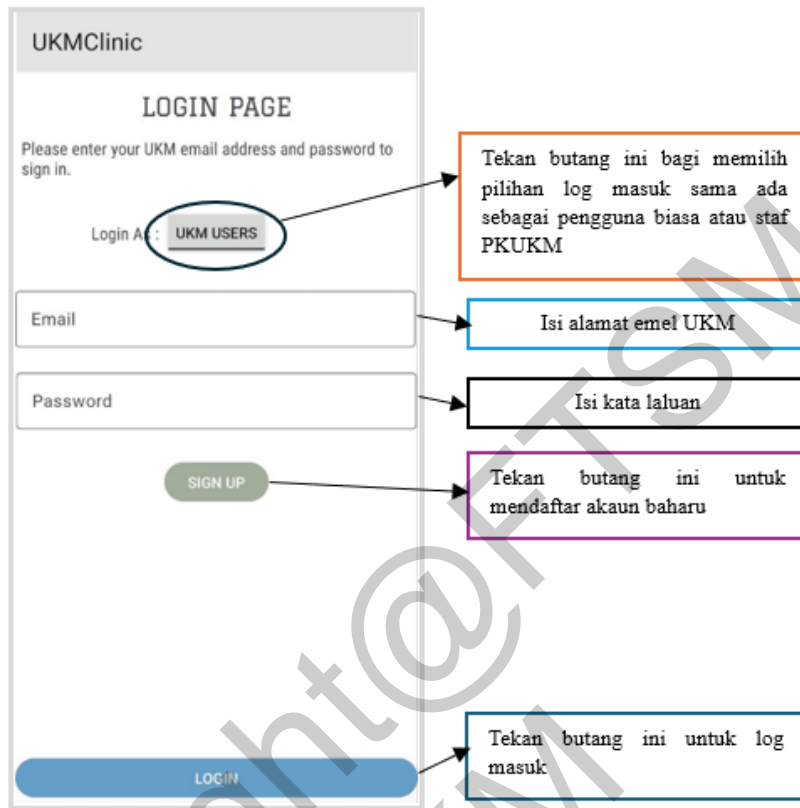 UKMClinic
LOGIN PAGE
Please enter your UKM email address and password to
sign in.
Login As : UKM USERS
Tekan butang ini bagi memilih
pilihan log masuk sama ada
sebagai pengguna biasa atau staf
PKUKM
Email
Isi alamat emel UKM
Password
Isi kata laluan
SIGN UP
Tekan butang ini untuk
mendaftar akaun baharu
Tekan butang ini untuk log
masuk
LOGIN
ght@FTSM
KM